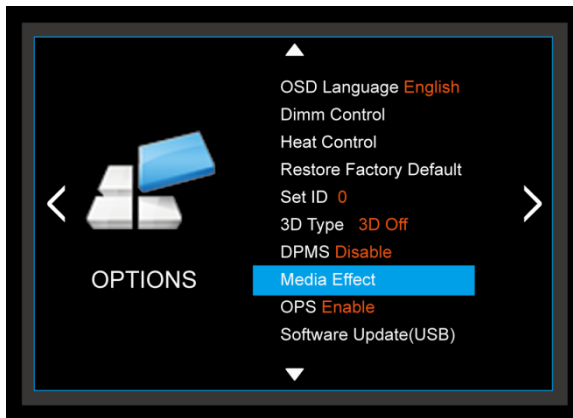 OSD Language English
Dimm Control
Heat Control
Restore Factory Default
Set ID 0
3D Type 3D Off
DPMS Disable
OPTIONS
Media Effect
OPS Enable
Software Update(USB)